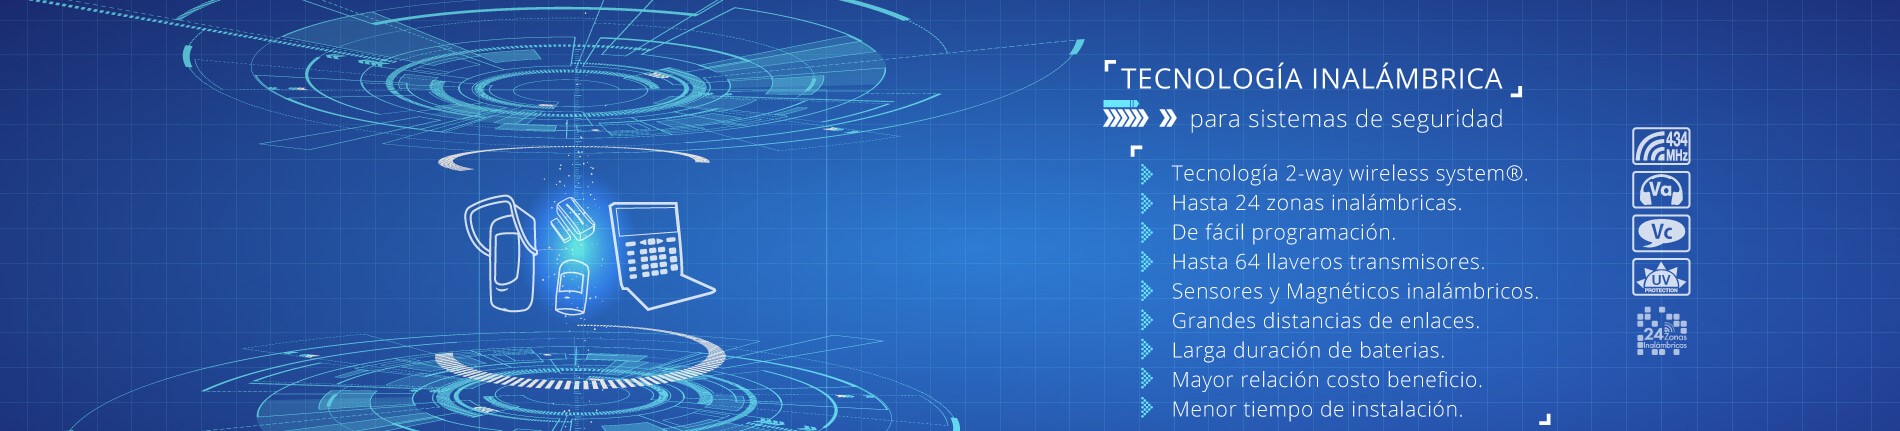 TECNOLOGÍA INALÁMBRICA
para sistemas de seguridad
Tecnología 2-way wireless system®.
Hasta 24 zonas inalámbricas.
De fácil programación.
Hasta 64 llaveros transmisores.
Sensores y Magnéticos inalámbricos.
Grandes distancias de enlaces.
Larga duración de baterias.
Mayor relación costo beneficio.
Menor tiempo de instalación.
434
MHz
Va
Vc
UV
PROTECTION
24 Zonas
Inalámbricas